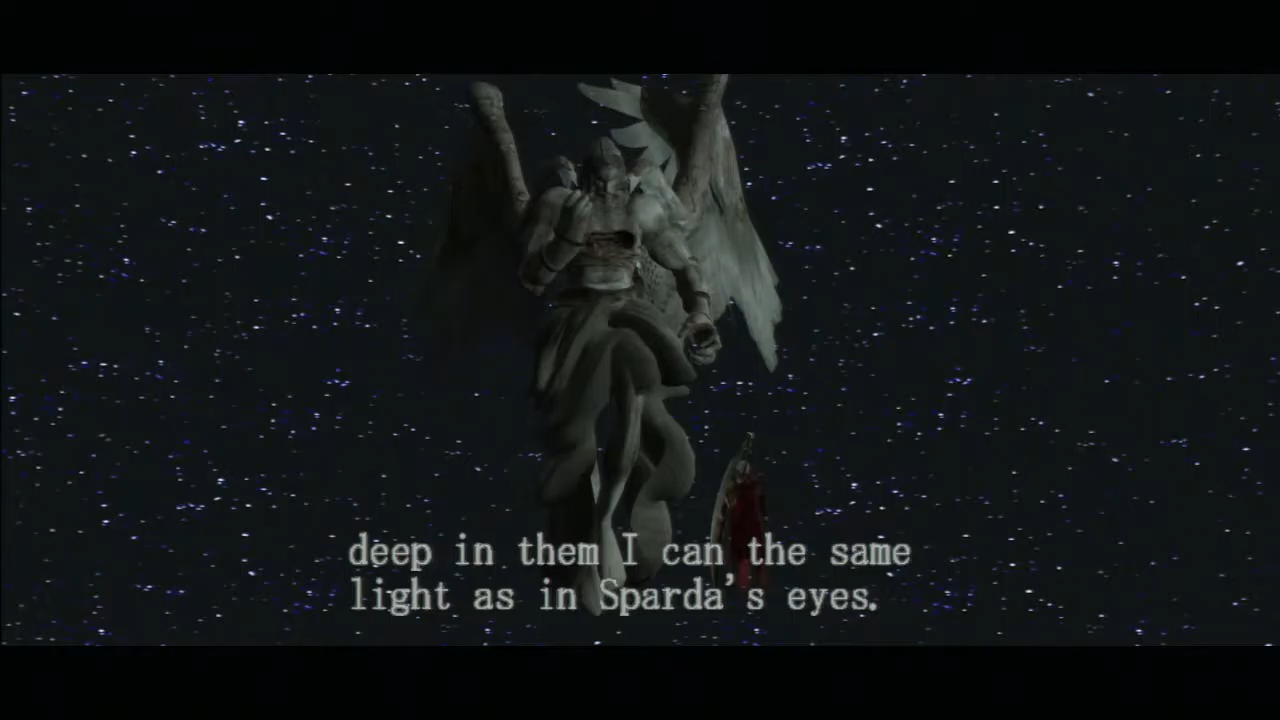 deep in them I can the same
light as in Sparda's eyes.